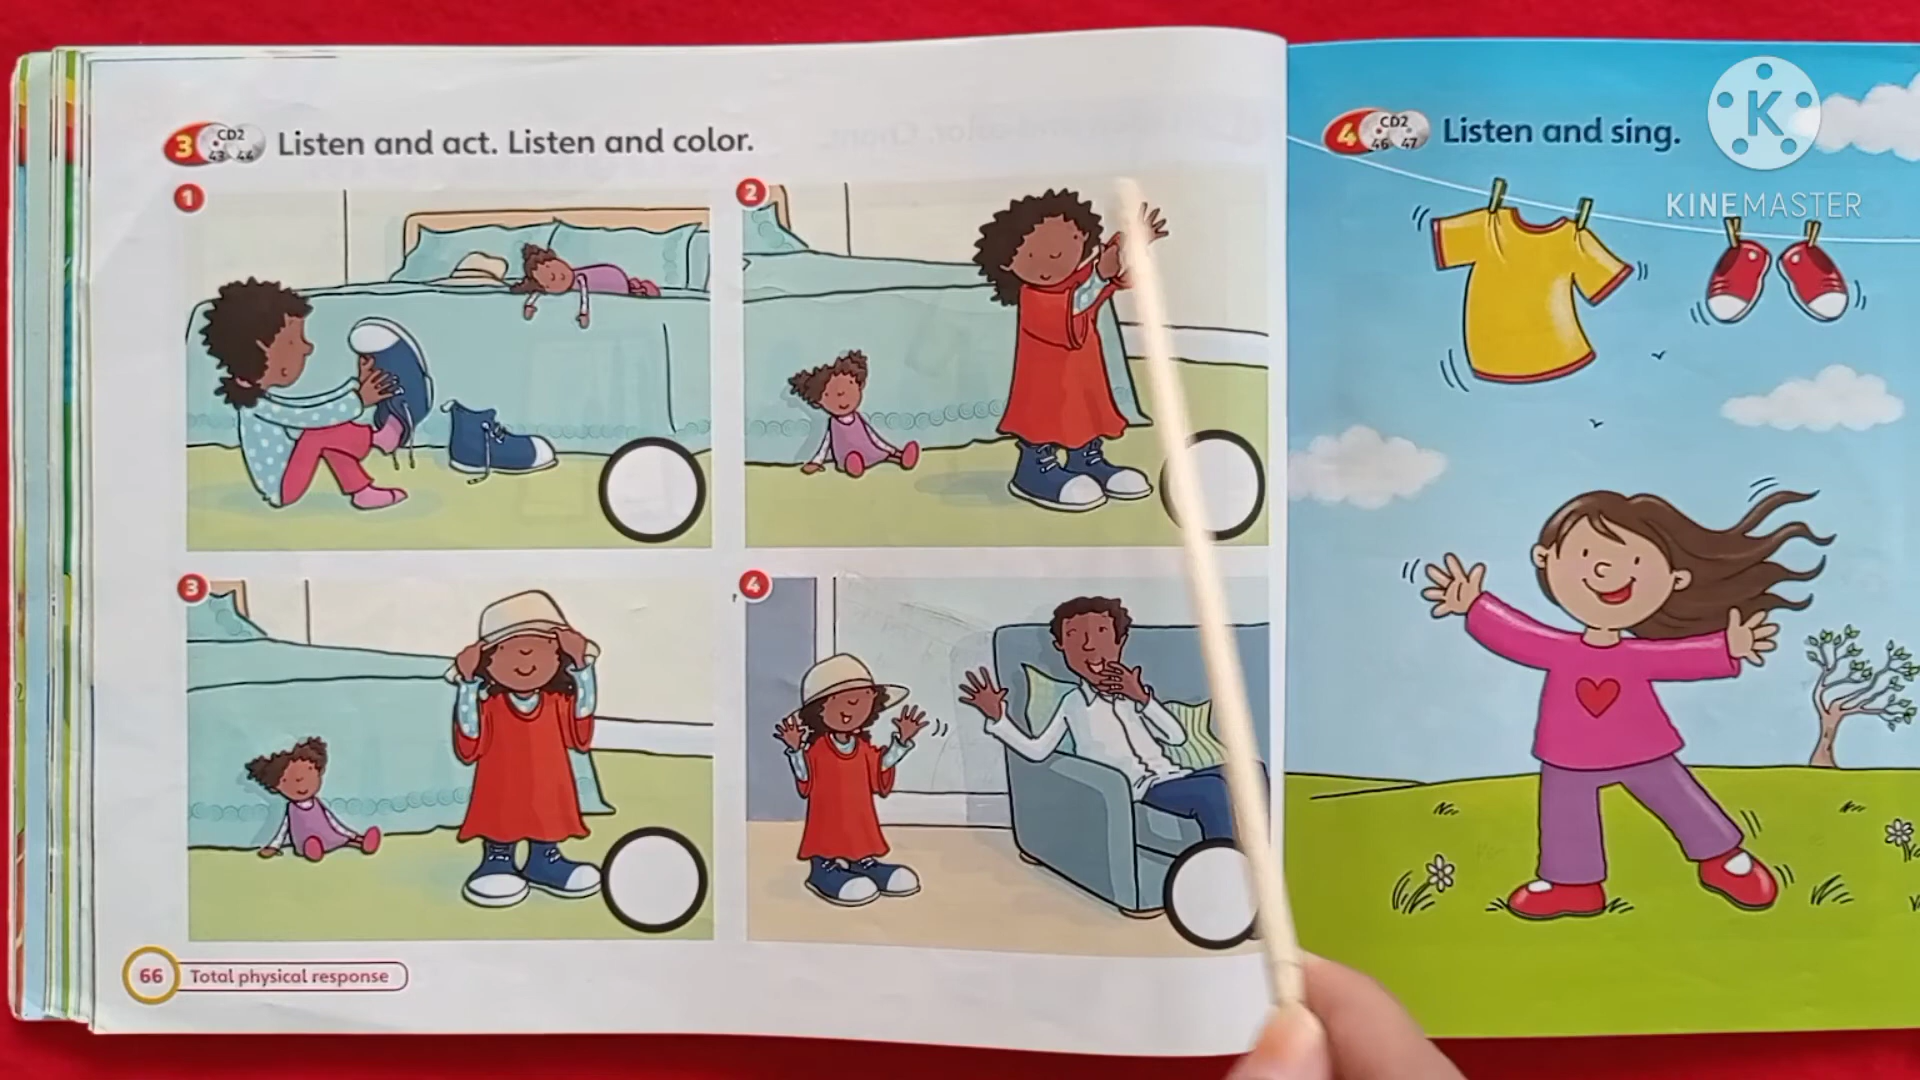 3 CD2 43 44 Listen and act. Listen and color.
1
2
3
4
66 Total physical response
4 CD2 46 47 Listen and sing.
K
KINEMASTER